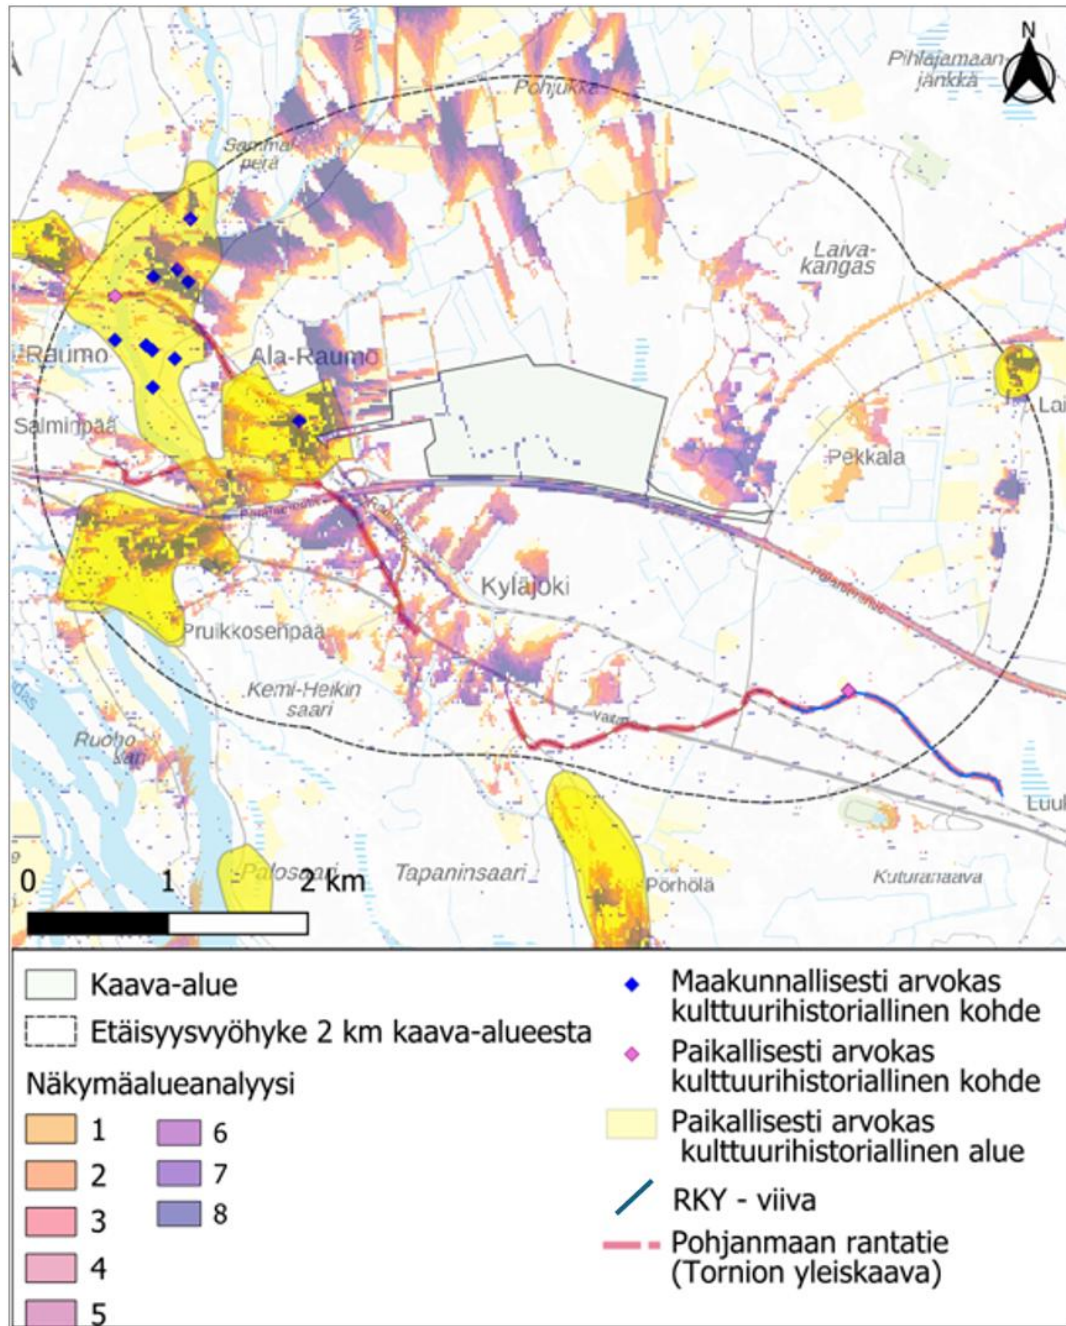 N
Pihlajamaan-
jänkkä
Pohjukka
Sammal-
perä
Laiva-
kangas
Raumo
Ala-Raumo
Lai
Salminpää
Pekkala
Kyläjoki
Pruikkosenpää
Kemi-Heikin
saari
Ruoho
kari
Luul
Palosaari
Tapaninsaari
Pörhölä
Kuturanaava
0 1 2 km
Kaava-alue
Etäisyysvyöhyke 2 km kaava-alueesta
Näkymäalueanalyysi
1
2
3
4
5
6
7
8
Maakunnallisesti arvokas
kulttuurihistoriallinen kohde
Paikallisesti arvokas
kulttuurihistoriallinen kohde
Paikallisesti arvokas
kulttuurihistoriallinen alue
RKY - viiva
Pohjanmaan rantatie
(Tornion yleiskaava)